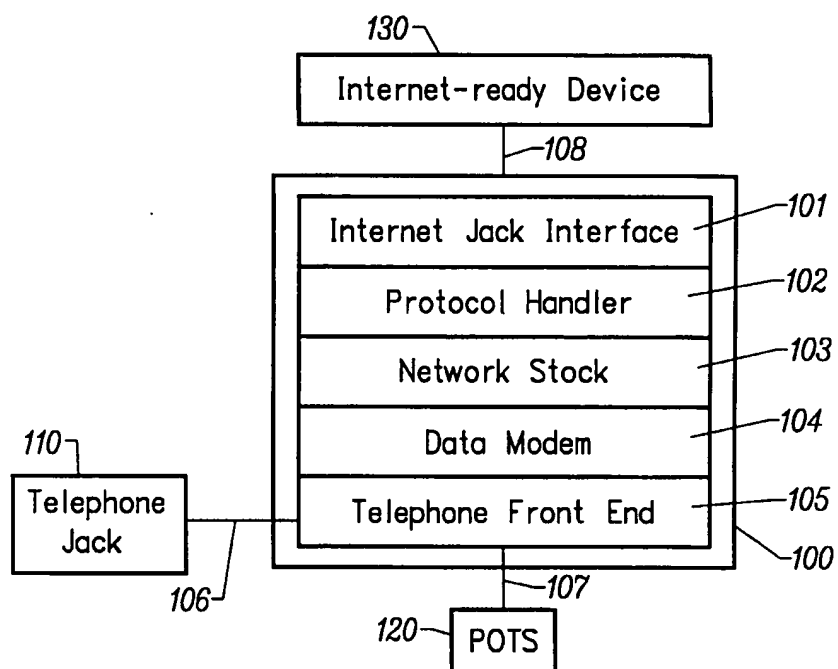 130
Internet-ready Device
108
Internet Jack Interface
101
Protocol Handler
102
Network Stock
103
Data Modem
104
Telephone Front End
105
110
Telephone
Jack
106
107
100
120
POTS